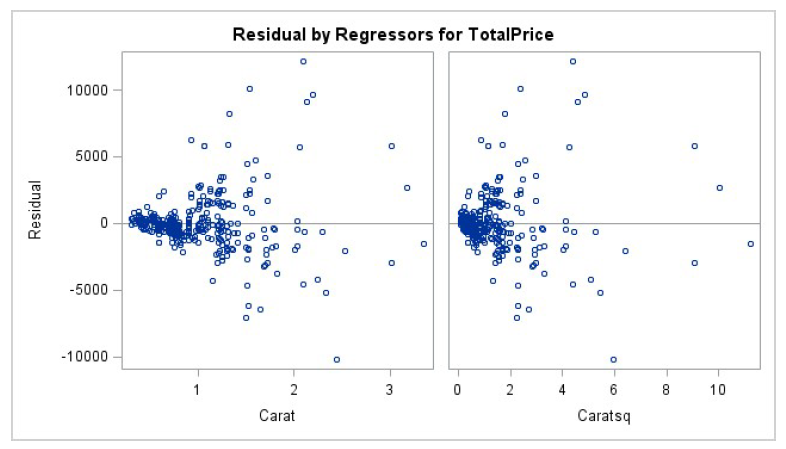 Residual by Regressors for TotalPrice
Residual
10000
5000
0
-5000
-10000
1 2 3
0 2 4 6 8 10
Carat
Caratsq